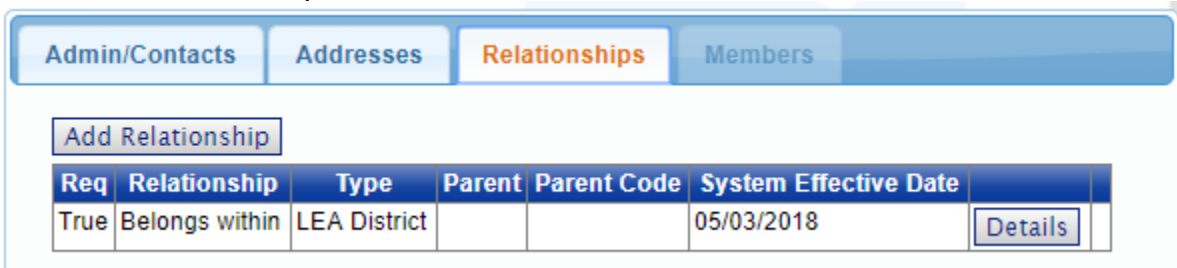 Admin/Contacts Addresses Relationships Members
Add Relationship
Req Relationship Type Parent Parent Code System Effective Date
True Belongs within LEA District 05/03/2018 Details